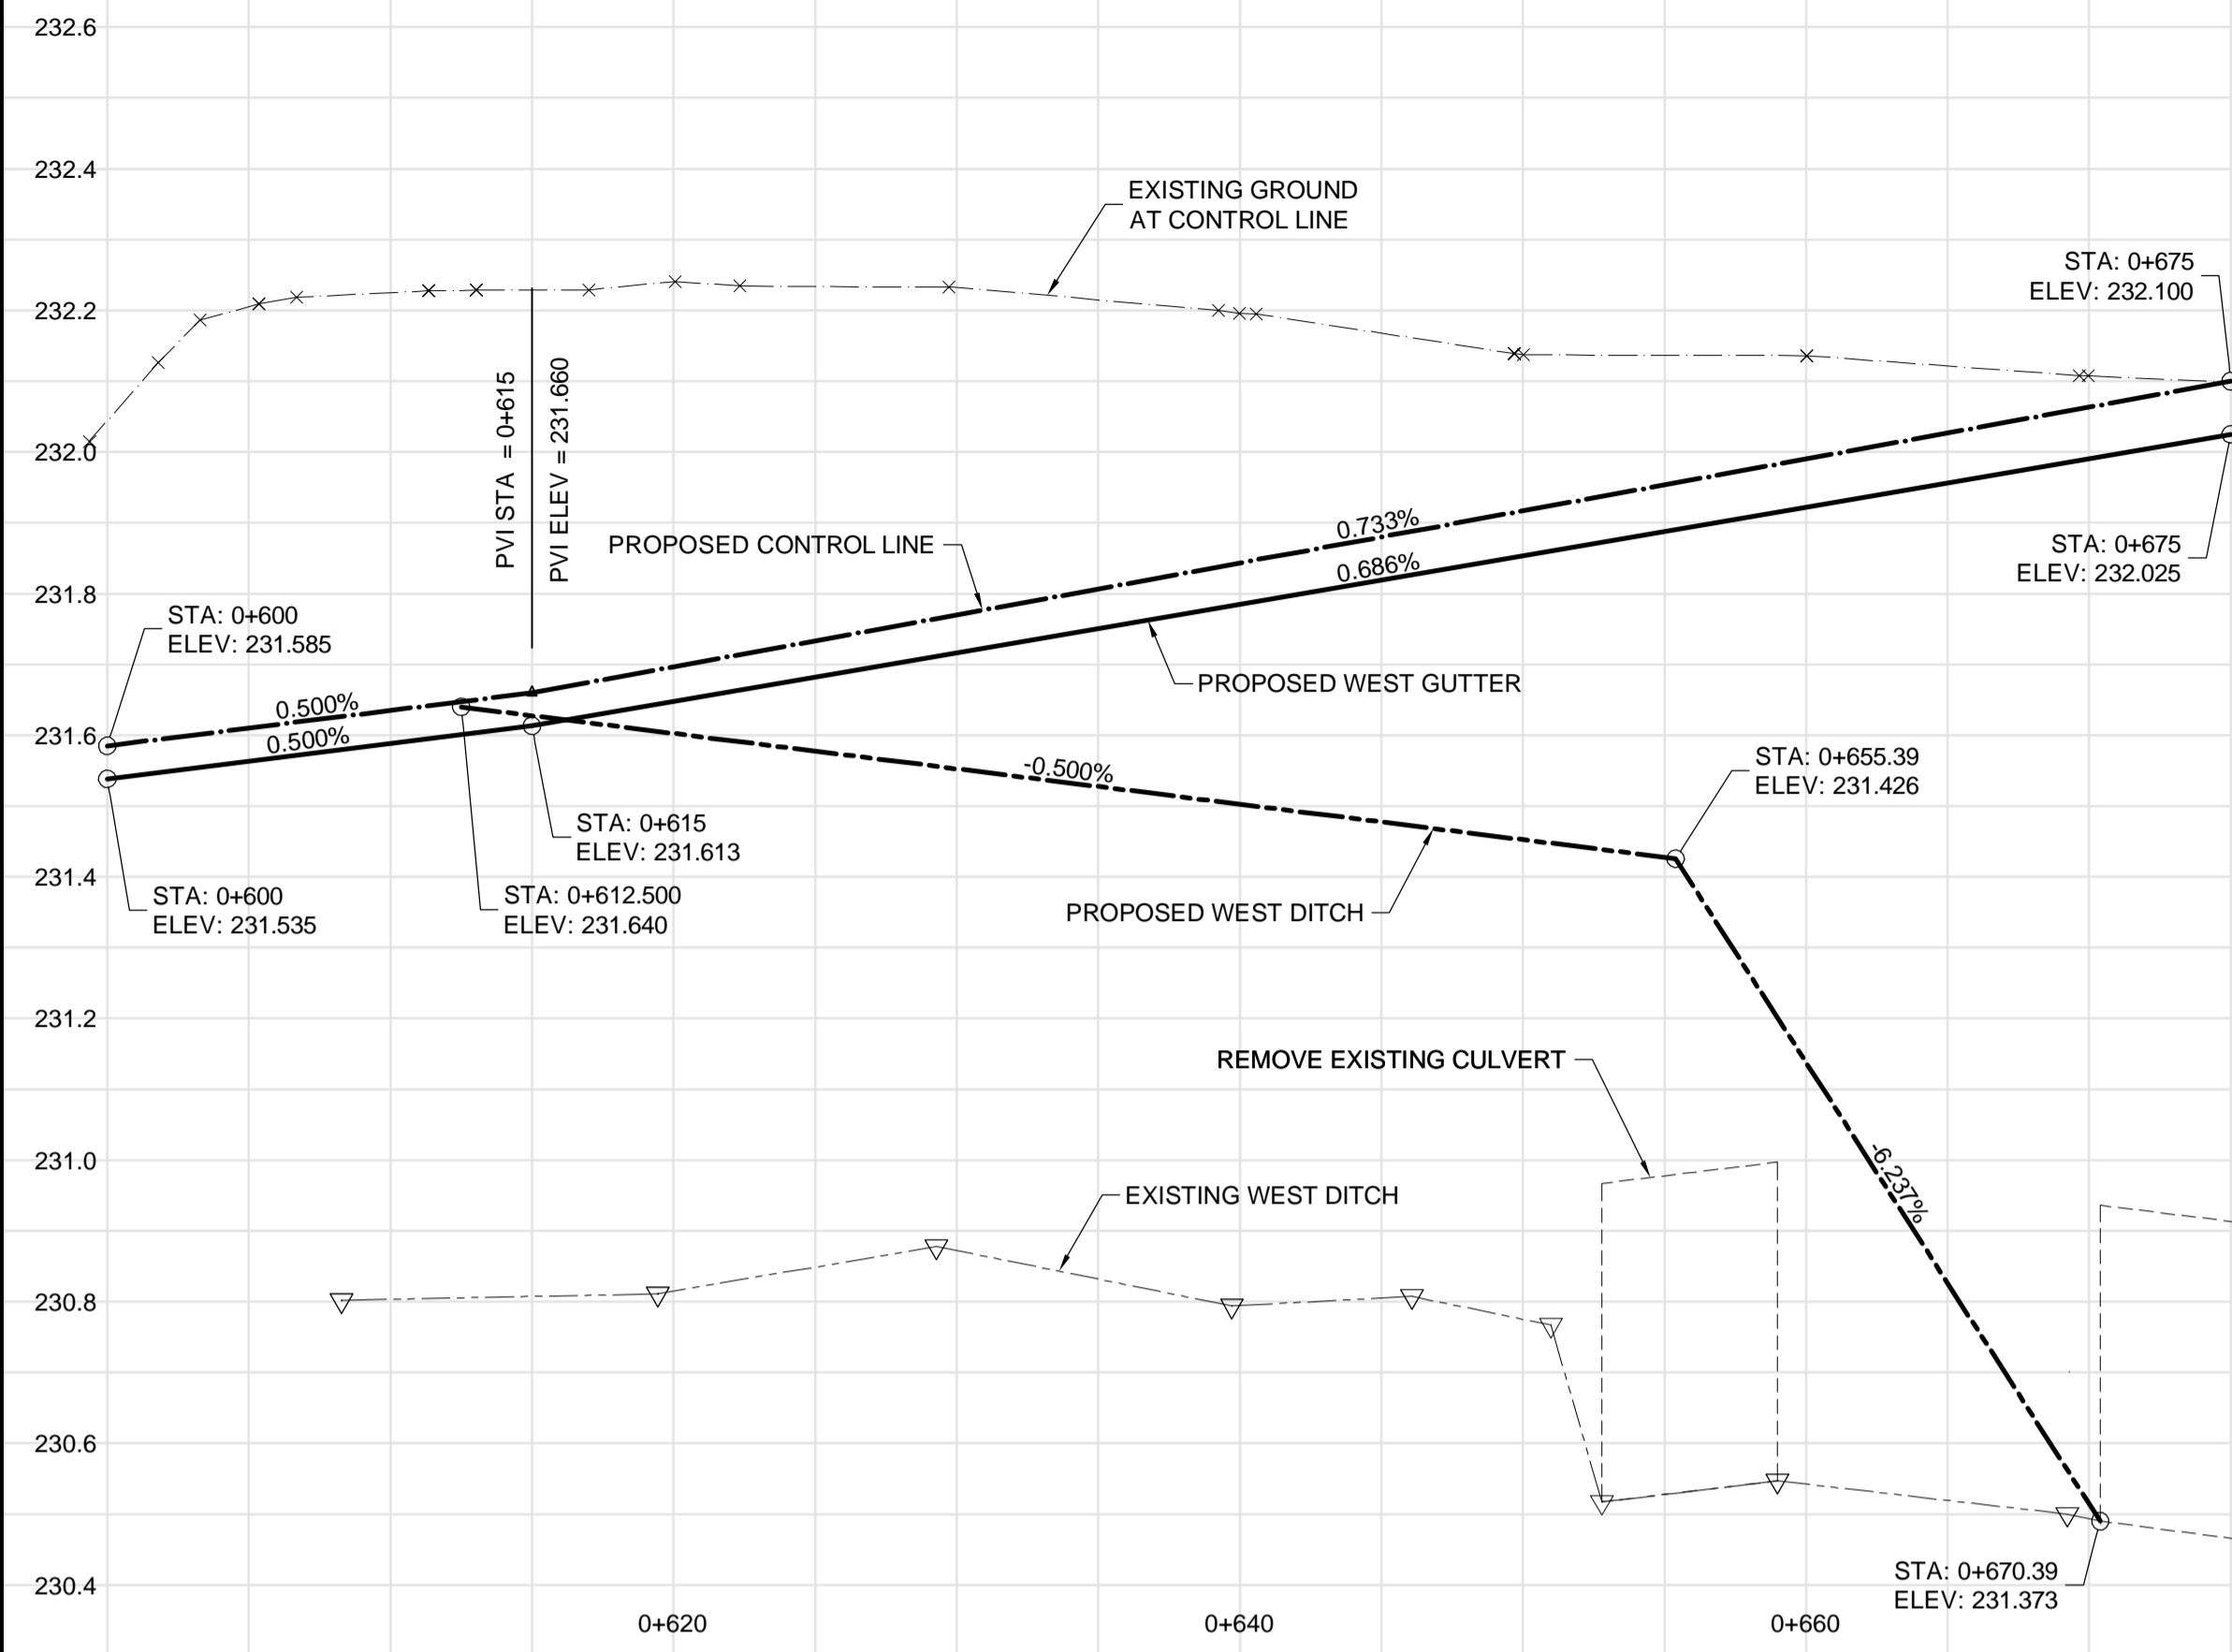 232.6
232.4
EXISTING GROUND
AT CONTROL LINE
STA: 0+675
ELEV: 232.100
232.2
PVI STA = 0+615
PVI ELEV = 231.660
232.0
0.733%
PROPOSED CONTROL LINE
0.686%
STA: 0+675
ELEV: 232.025
231.8
STA: 0+600
ELEV: 231.585
PROPOSED WEST GUTTER
0.500%
231.6
0.500%
-0.500%
STA: 0+655.39
ELEV: 231.426
STA: 0+615
ELEV: 231.613
231.4
STA: 0+600
ELEV: 231.535
STA: 0+612.500
ELEV: 231.640
PROPOSED WEST DITCH
231.2
REMOVE EXISTING CULVERT
231.0
-6.237%
EXISTING WEST DITCH
230.8
230.6
230.4
STA: 0+670.39
ELEV: 231.373
0+620
0+640
0+660